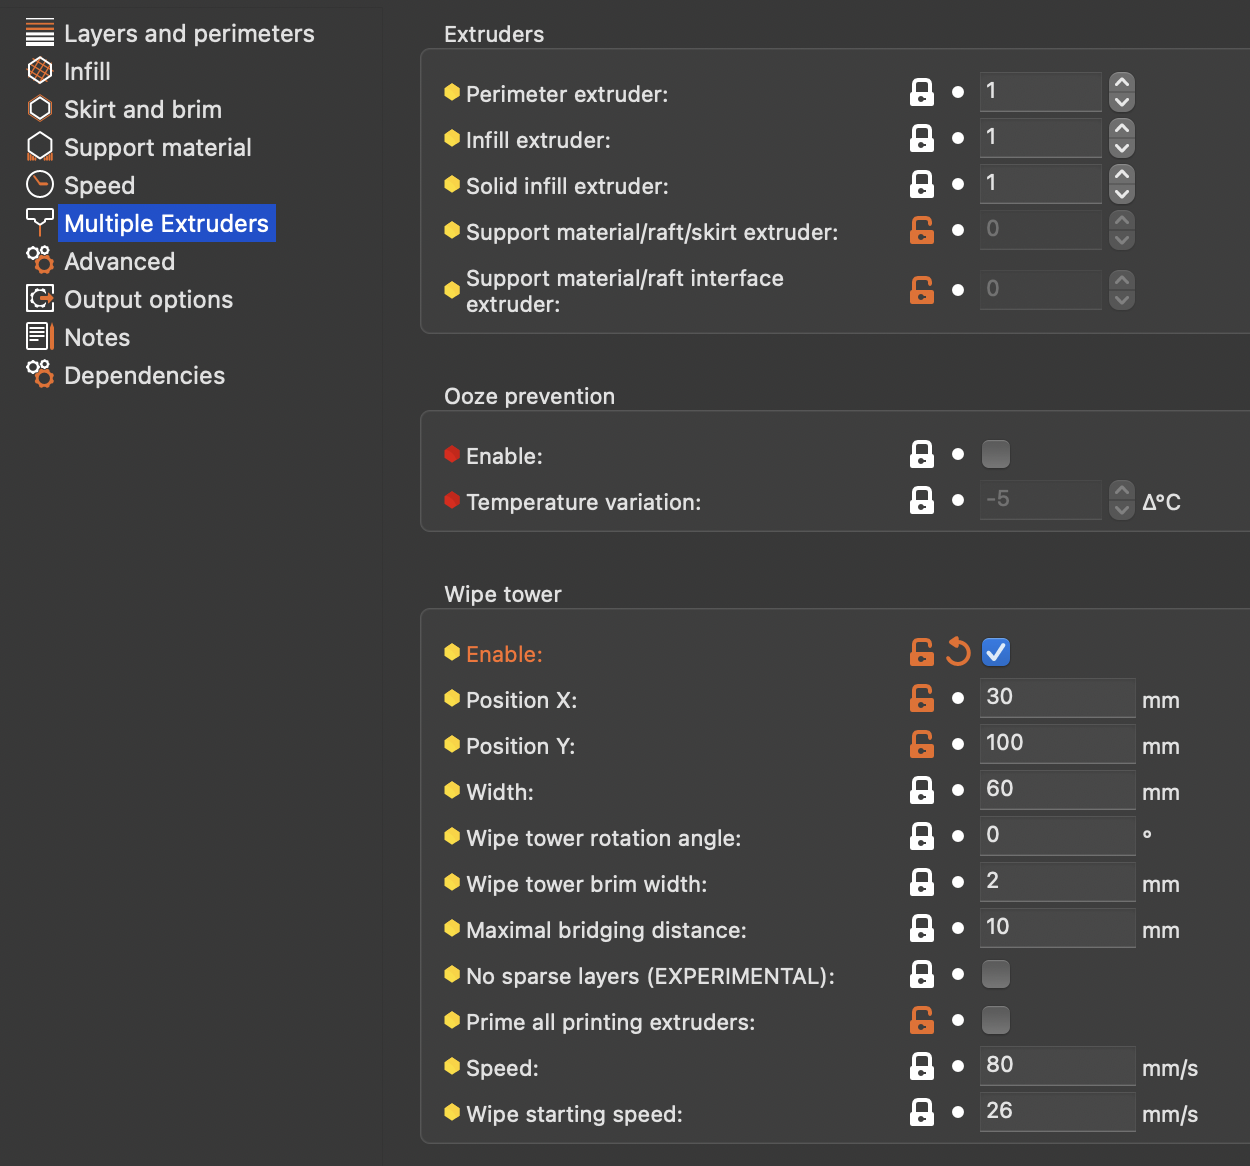 Layers and perimeters
Infill
Skirt and brim
Support material
Speed
Multiple Extruders
Advanced
Output options
Notes
Dependencies
Extruders
Perimeter extruder: 1
Infill extruder: 1
Solid infill extruder: 1
Support material/raft/skirt extruder: 0
Support material/raft interface
extruder: 0
Ooze prevention
Enable:
Temperature variation: -5 Δ°C
Wipe tower
Enable:
Position X: 30 mm
Position Y: 100 mm
Width: 60 mm
Wipe tower rotation angle: 0 °
Wipe tower brim width: 2 mm
Maximal bridging distance: 10 mm
No sparse layers (EXPERIMENTAL):
Prime all printing extruders:
Speed: 80 mm/s
Wipe starting speed: 26 mm/s